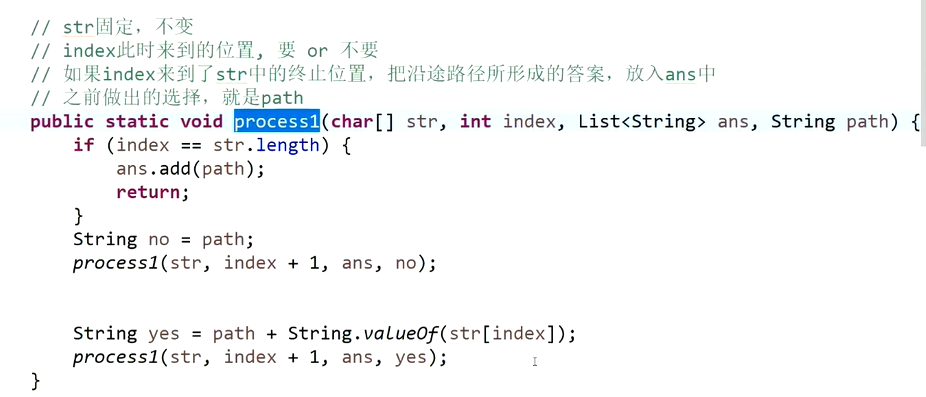 // str固定，不变
// index此时来到的位置, 要 or 不要
// 如果index来到了str中的终止位置，把沿途路径所形成的答案，放入ans中
// 之前做出的选择，就是path
public static void process1(char[] str, int index, List<String> ans, String path) {
if (index == str.length) {
ans.add(path);
return;
}
String no = path;
process1(str, index + 1, ans, no);
String yes = path + String.valueOf(str[index]);
process1(str, index + 1, ans, yes);
}